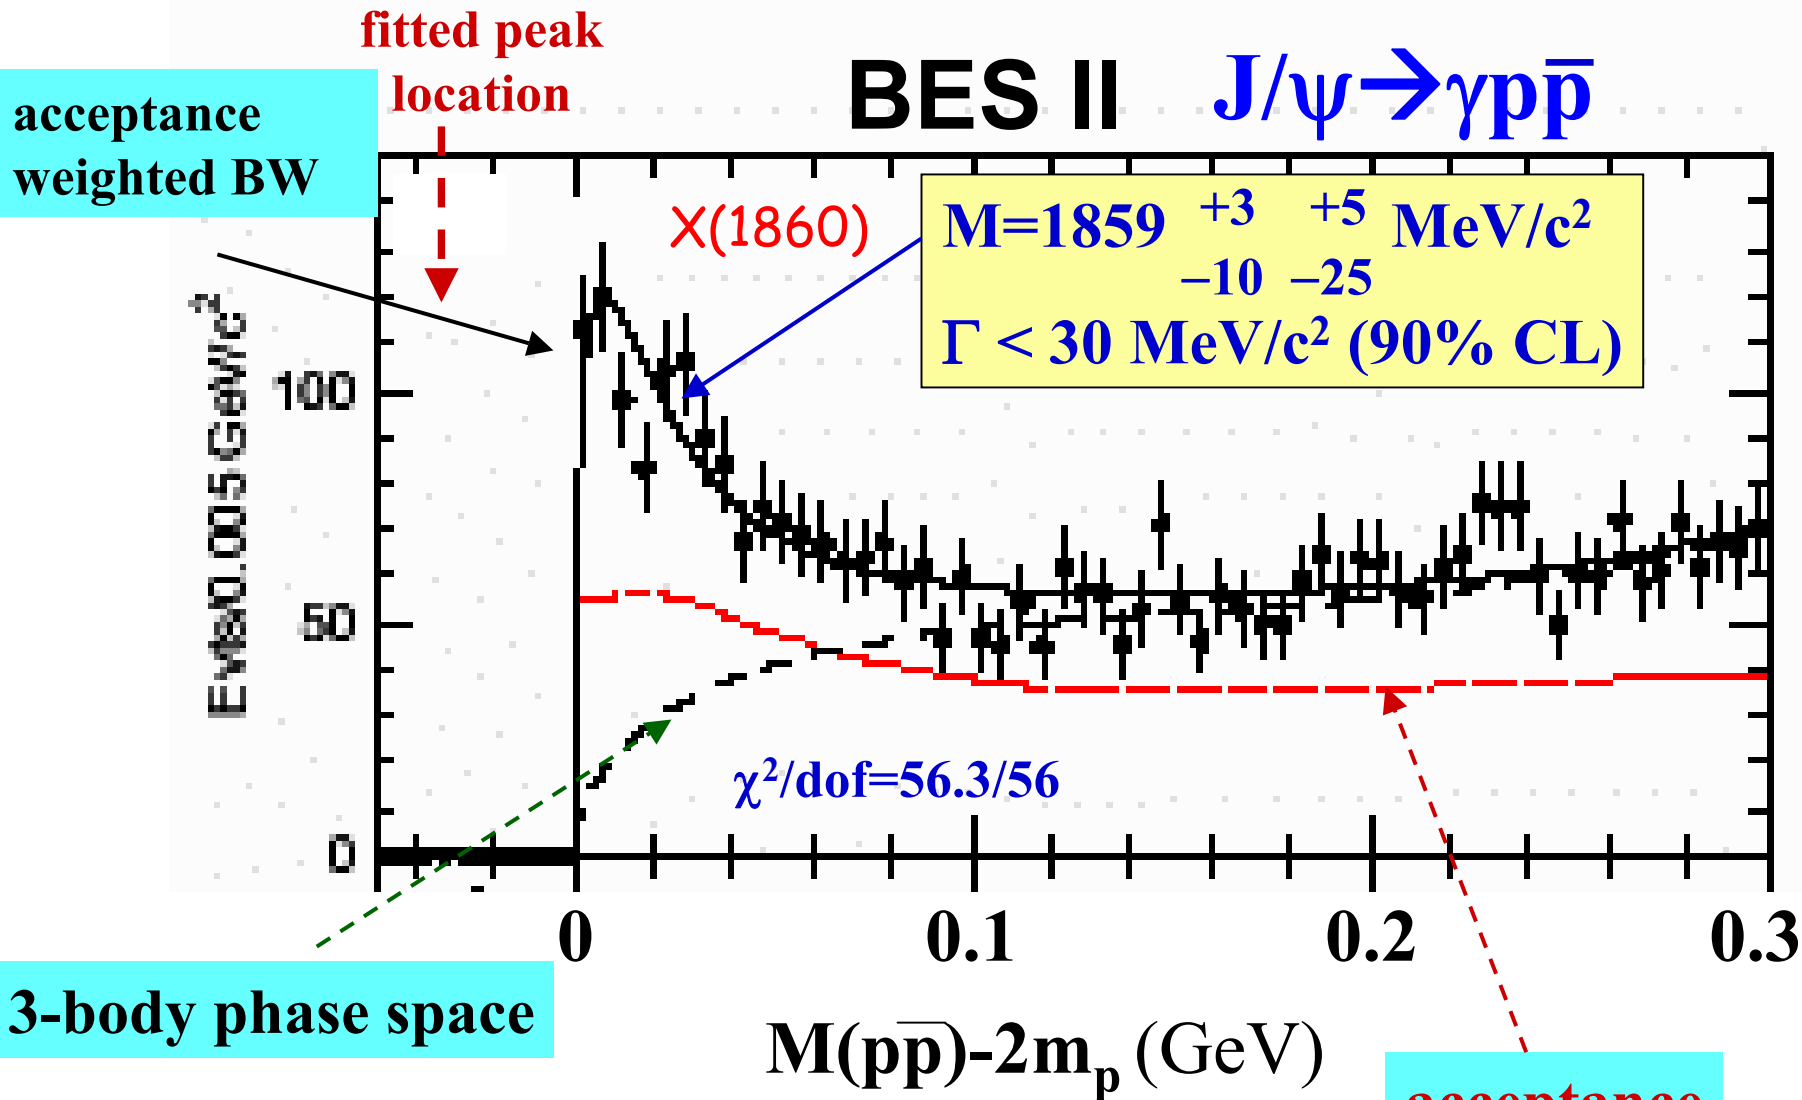 fitted peak
location
BES II J/ψ→γpp̅
acceptance
weighted BW
X(1860)
M=1859 +3 +5 MeV/c²
−10 −25
Γ < 30 MeV/c² (90% CL)
Evts/0.005 GeV/c²
100
50
0
χ²/dof=56.3/56
0 0.1 0.2 0.3
3-body phase space
M(pp̅)-2mₚ (GeV)
acceptance